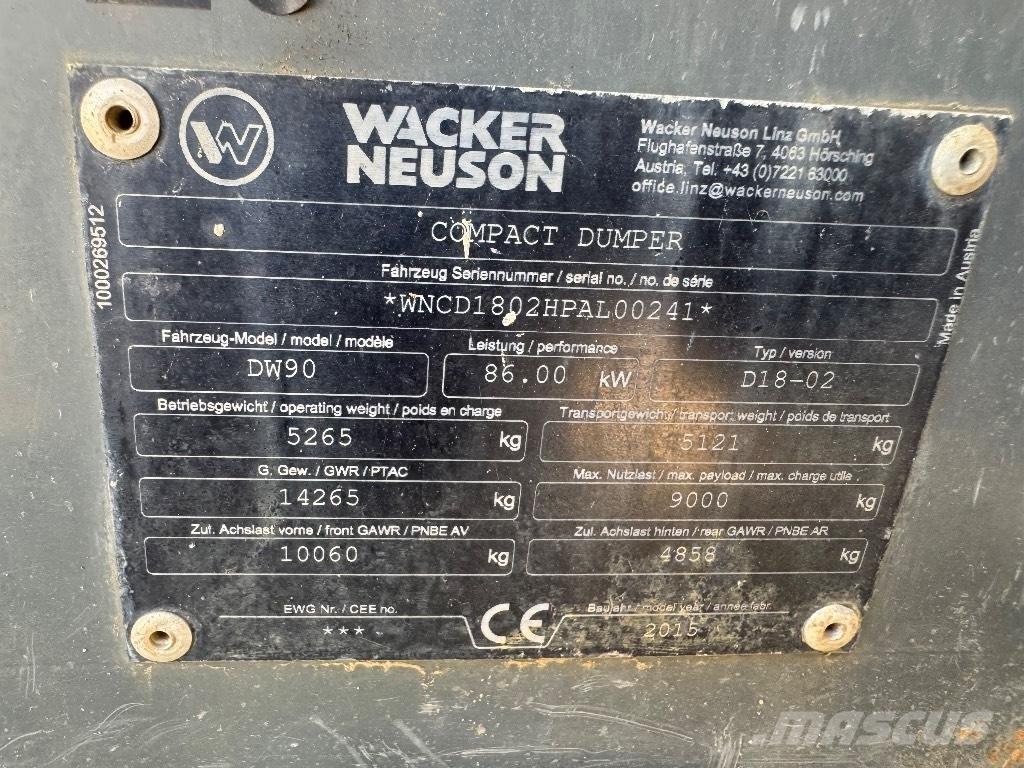 W
WACKER
NEUSON
Wacker Neuson Linz GmbH
Flughafenstraße 7, 4063 Hörsching
Austria, Tel. +43 (0)7221 63000
office.linz@wackerneuson.com
1000269512
COMPACT DUMPER
Fahrzeug Seriennummer / serial no. / no. de série
*WNCD1802HPAL00241*
Made in Austria
Fahrzeug-Model / model / modèle
DW90
Leistung / performance
86.00 kW
Typ / version
D18-02
Betriebsgewicht / operating weight / poids en charge
5265 kg
Transportgewicht / transport weight / poids de transport
5121 kg
G. Gew. / GWR / PTAC
14265 kg
Max. Nutzlast / max. payload / max. charge utile
9000 kg
Zul. Achslast vorne / front GAWR / PNBE AV
10060 kg
Zul. Achslast hinten / rear GAWR / PNBE AR
4858 kg
EWG Nr. / CEE no.
***
CE
Baujahr / model year / année fabr.
2015
MASCUS